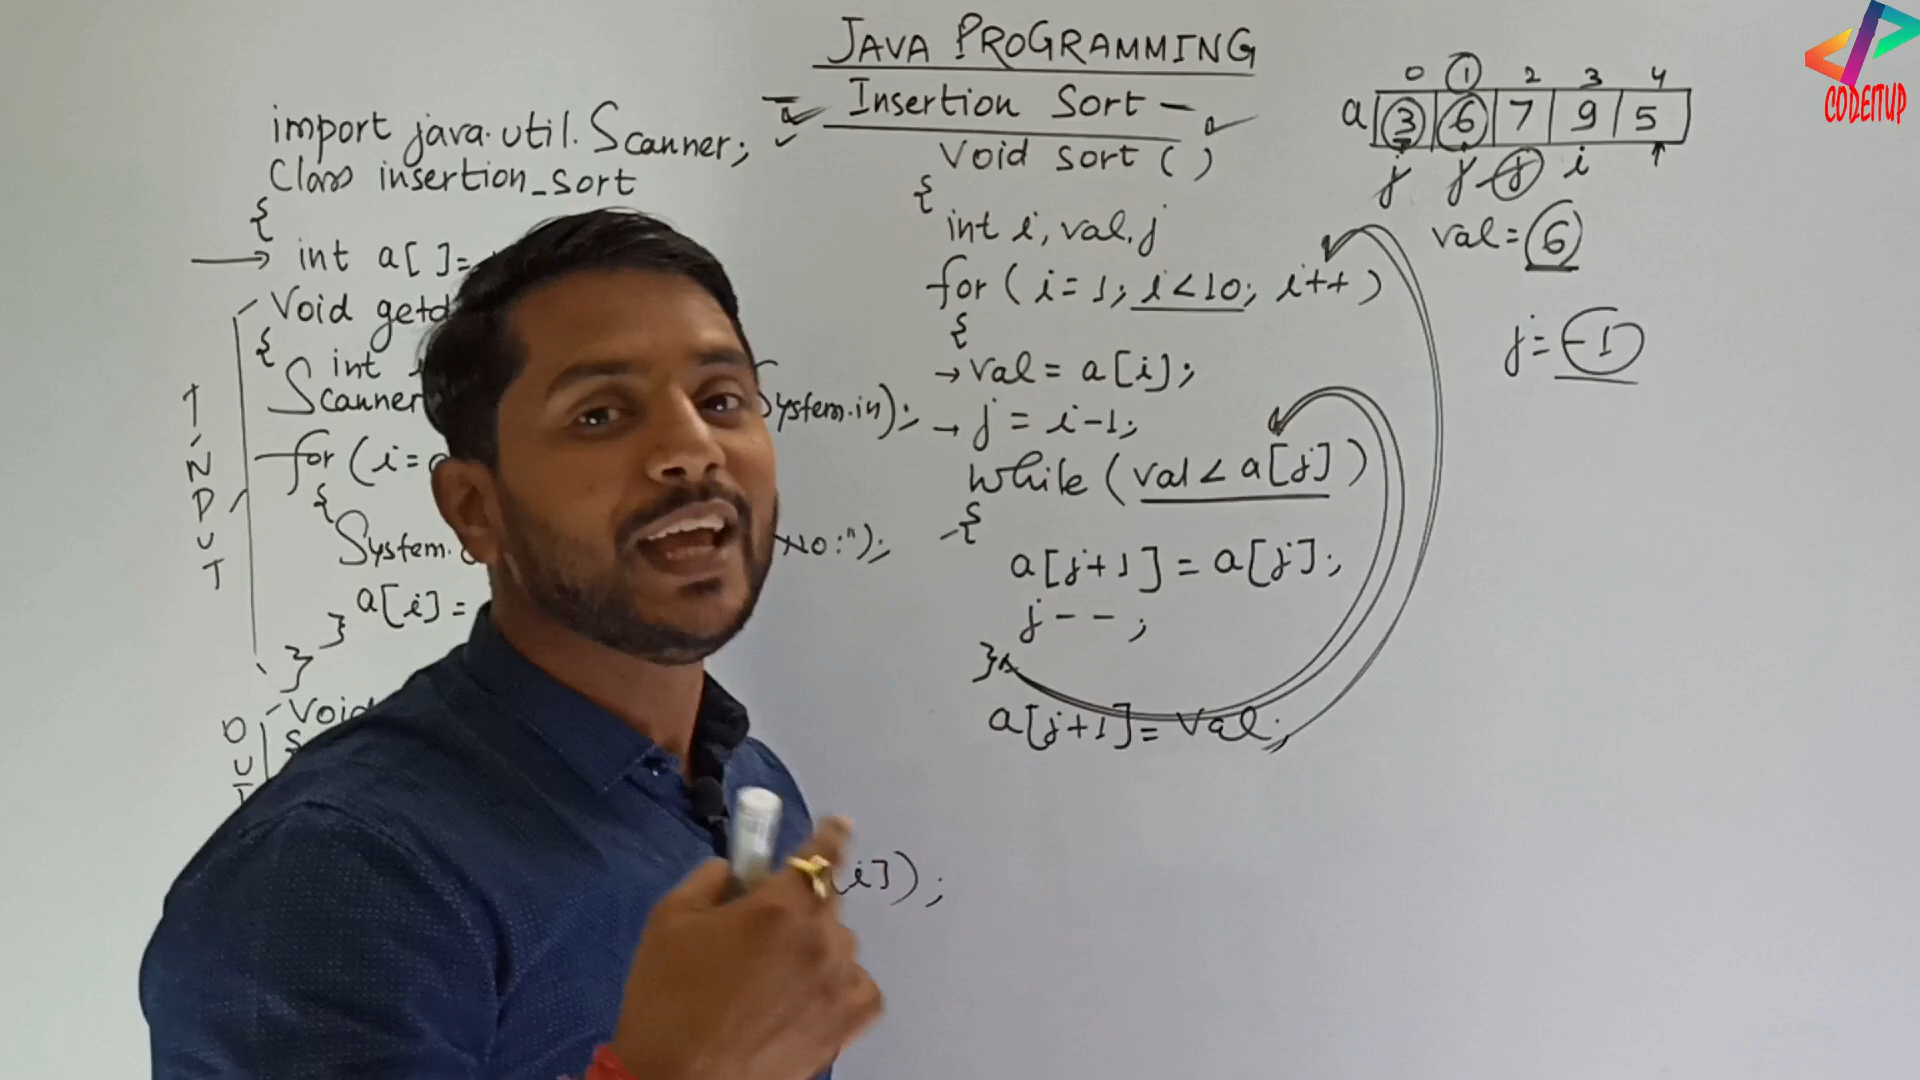 JAVA PROGRAMMING
Insertion Sort -
import java.util.Scanner;
Class insertion_sort
{
int a[ ]=
Void getd
{
int
Scanner System.in);
for (i=
{
System. No:");
a[i] =
}
}
INPUT
Void
OUT
[i]);
Void sort ( )
{
int i, val, j
for ( i= 1; i<10; i++ )
{
→ val = a[i];
→ j = i-1;
While ( val < a[j] )
{
a[j+1] = a[j];
j - - ;
}
a[j+1] = val;
0 1 2 3 4
a 3 6 7 9 5
j j j i
val = 6
j = -1
CODEITUP